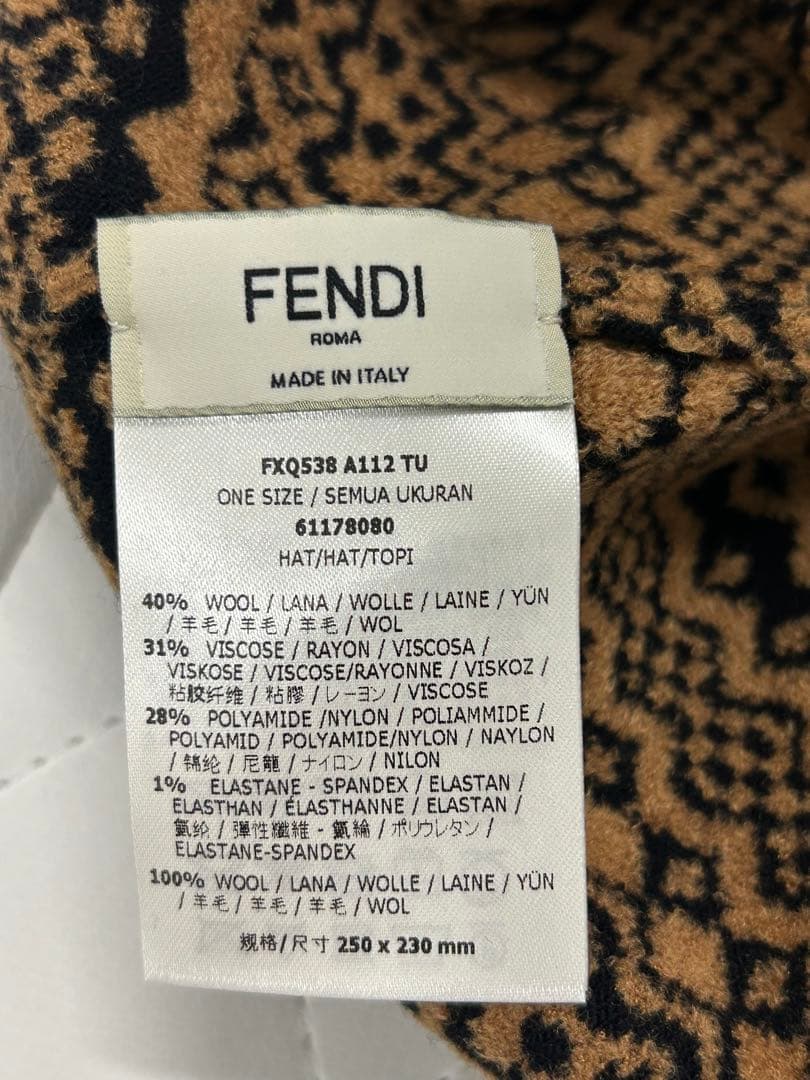 FENDI
ROMA
MADE IN ITALY
FXQ538 A112 TU
ONE SIZE / SEMUA UKURAN
61178080
HAT/HAT/TOPI
40% WOOL / LANA / WOLLE / LAINE / YÜN
/ 羊毛 / 羊毛 / 羊毛 / WOL
31% VISCOSE / RAYON / VISCOSA /
VISKOSE / VISCOSE/RAYONNE / VISKOZ /
粘胶纤维 / 粘膠 / レーヨン / VISCOSE
28% POLYAMIDE /NYLON / POLIAMMIDE /
POLYAMID / POLYAMIDE/NYLON / NAYLON
/ 锦纶 / 尼龍 / ナイロン / NILON
1% ELASTANE - SPANDEX / ELASTAN /
ELASTHAN / ÉLASTHANNE / ELASTAN /
氨纶 / 彈性纖維 - 氨綸 / ポリウレタン /
ELASTANE-SPANDEX
100% WOOL / LANA / WOLLE / LAINE / YÜN
/ 羊毛 / 羊毛 / 羊毛 / WOL
规格/尺寸 250 x 230 mm